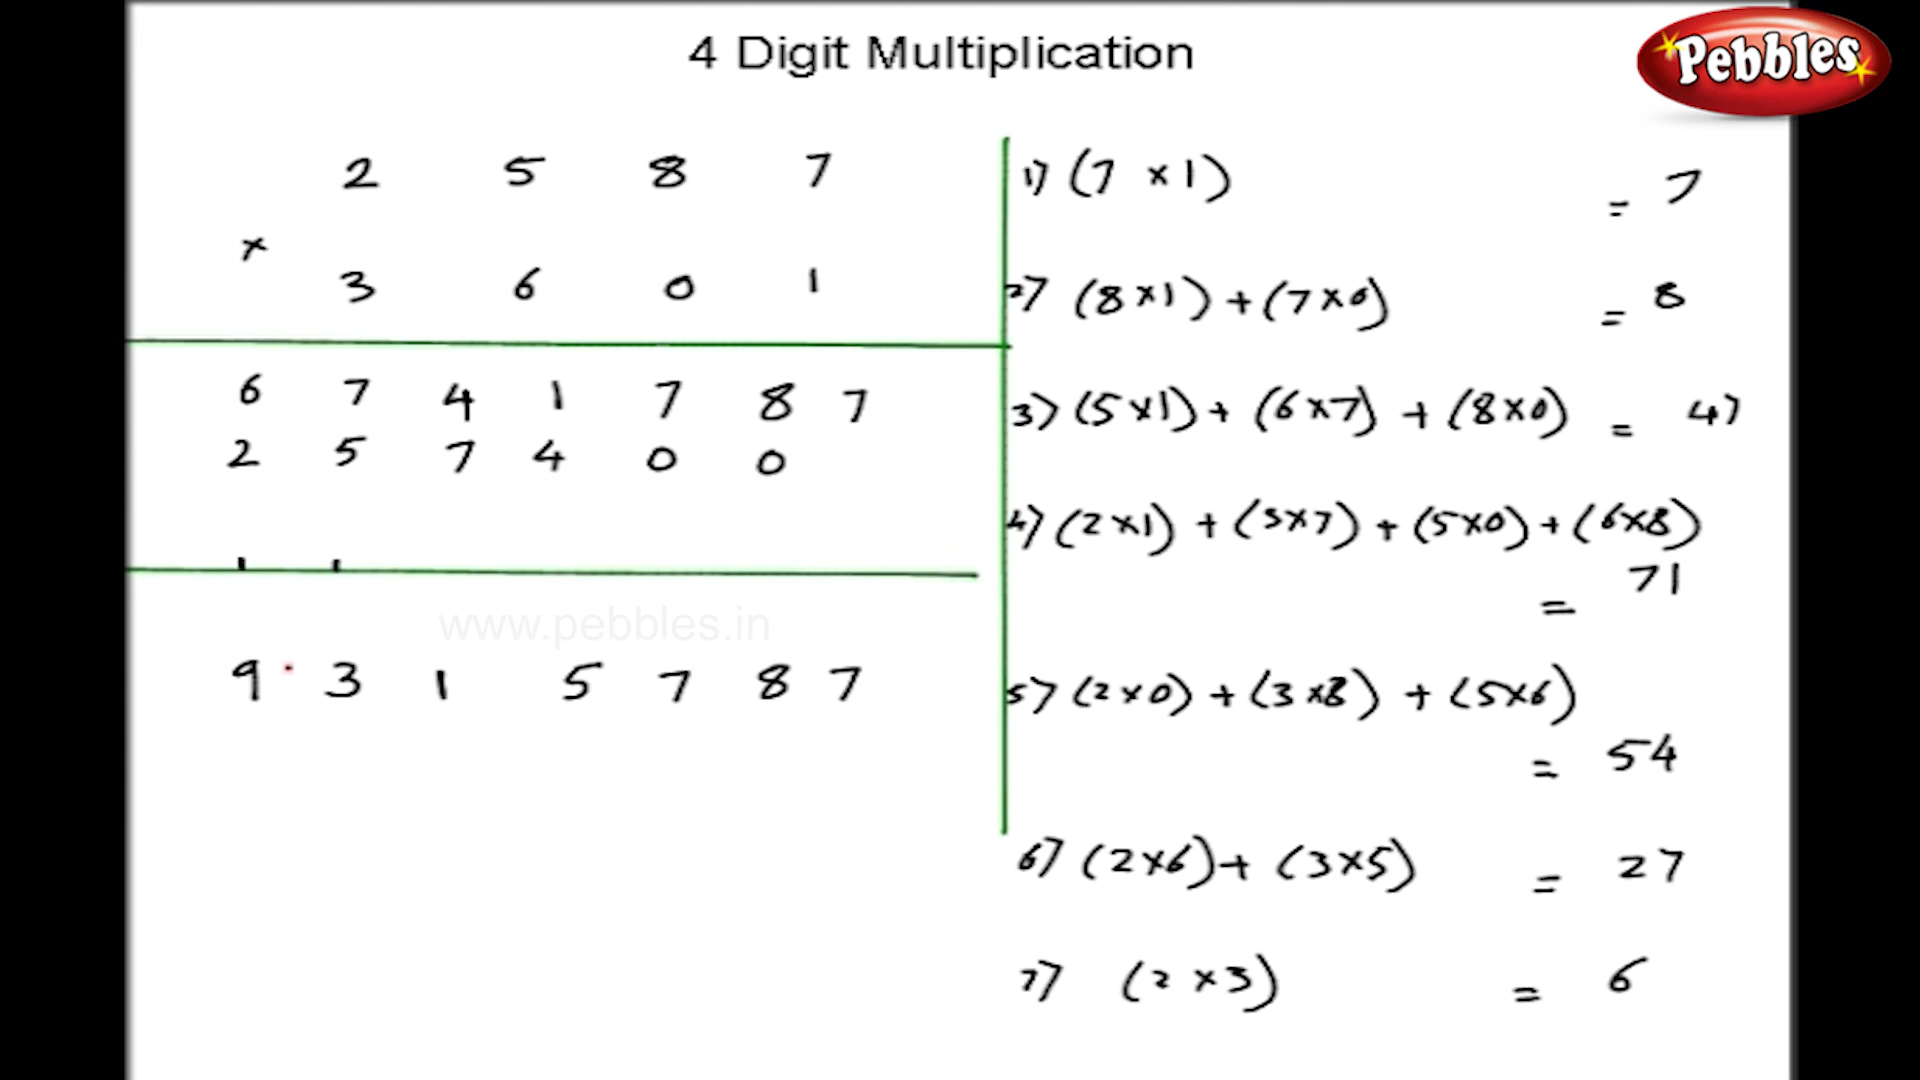 4 Digit Multiplication
Pebbles
2 5 8 7
×
3 6 0 1
6 7 4 1 7 8 7
2 5 7 4 0 0
1 1
www.pebbles.in
9 3 1 5 7 8 7
1) (7 × 1) = 7
2) (8 × 1) + (7 × 0) = 8
3) (5 × 1) + (6 × 7) + (8 × 0) = 47
4) (2 × 1) + (3 × 7) + (5 × 0) + (6 × 8)
= 71
5) (2 × 0) + (3 × 8) + (5 × 6)
= 54
6) (2 × 6) + (3 × 5) = 27
7) (2 × 3) = 6